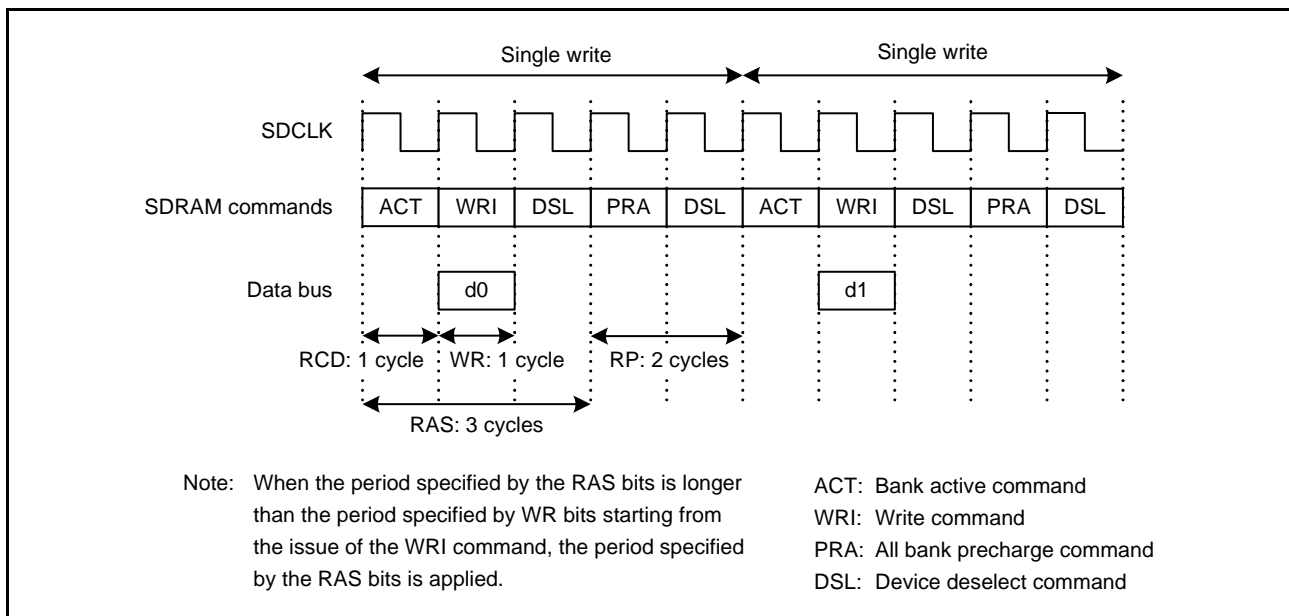 Single write Single write
SDCLK
SDRAM commands ACT WRI DSL PRA DSL ACT WRI DSL PRA DSL
Data bus d0 d1
RCD: 1 cycle WR: 1 cycle RP: 2 cycles
RAS: 3 cycles
Note: When the period specified by the RAS bits is longer
than the period specified by WR bits starting from
the issue of the WRI command, the period specified
by the RAS bits is applied.
ACT: Bank active command
WRI: Write command
PRA: All bank precharge command
DSL: Device deselect command